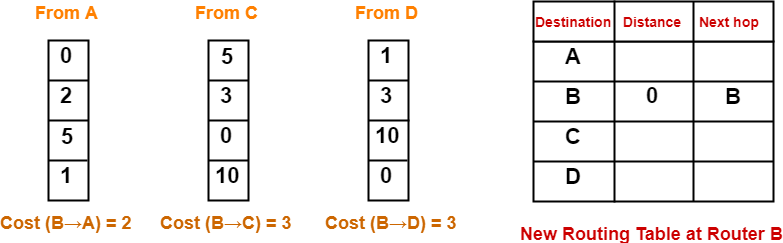 From A From C From D
0 5 1
2 3 3
5 0 10
1 10 0
Cost (B→A) = 2 Cost (B→C) = 3 Cost (B→D) = 3
Destination Distance Next hop
A
B 0 B
C
D
New Routing Table at Router B